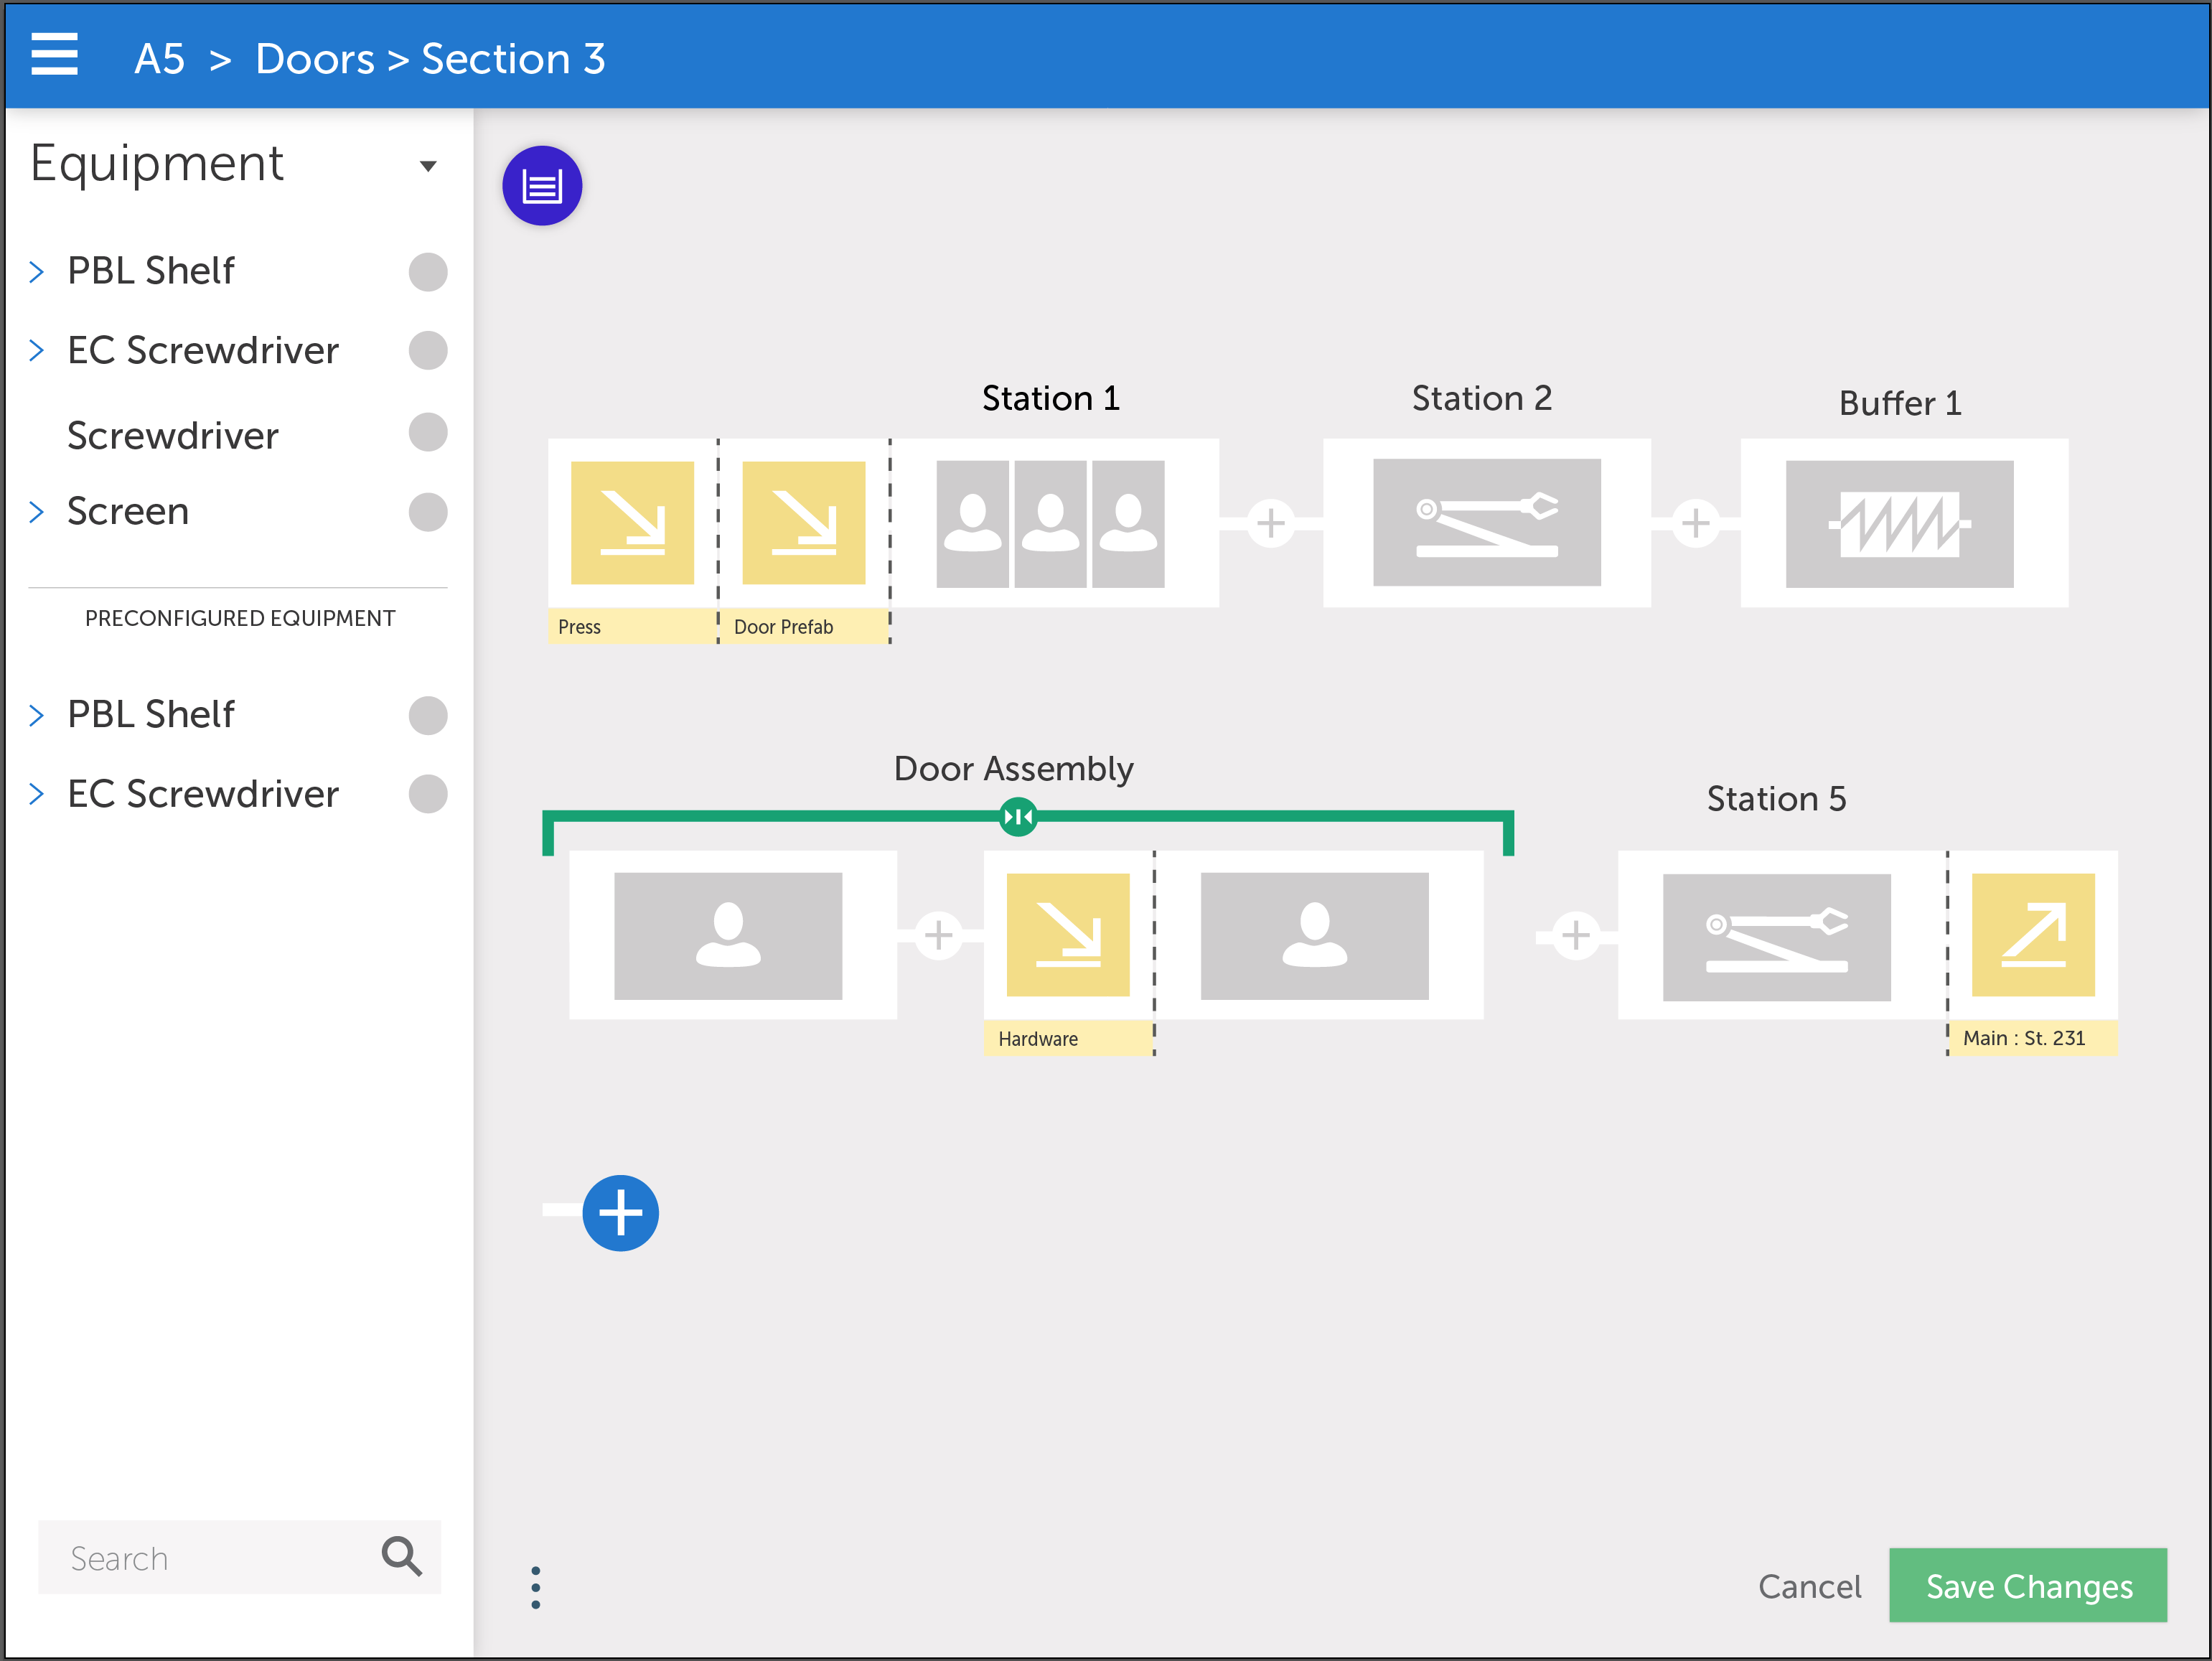 A5 > Doors > Section 3
Equipment
PBL Shelf
EC Screwdriver
Screwdriver
Screen
PRECONFIGURED EQUIPMENT
PBL Shelf
EC Screwdriver
Search
Station 1
Station 2
Buffer 1
Press
Door Prefab
Door Assembly
Station 5
Hardware
Main : St. 231
Cancel
Save Changes